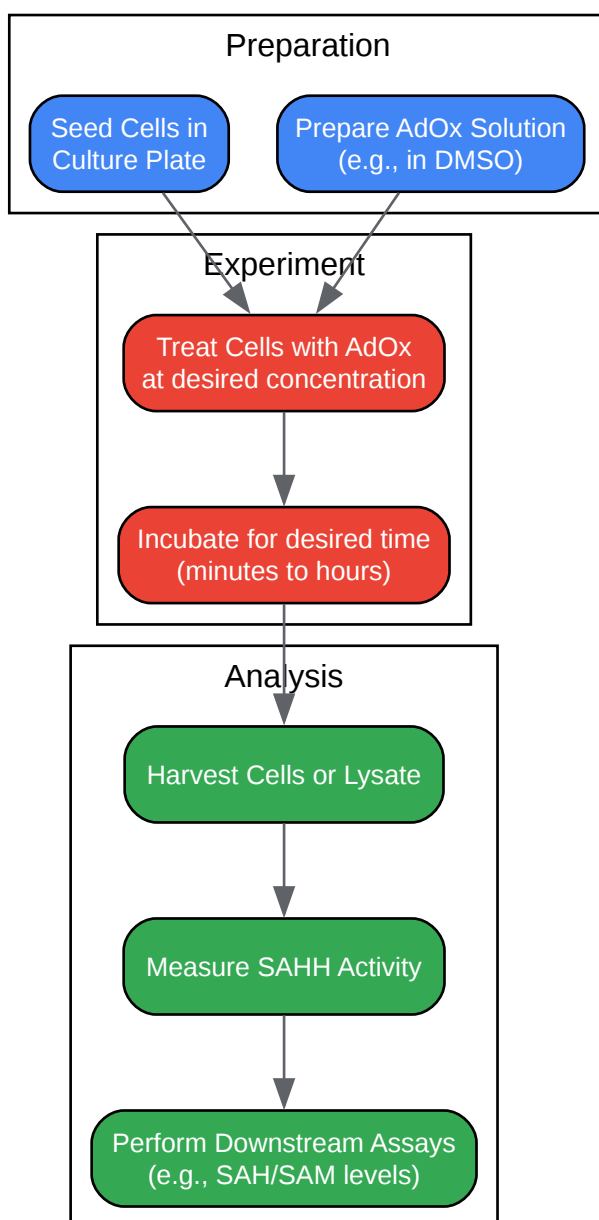 Preparation
Seed Cells in
Culture Plate
Prepare AdOx Solution
(e.g., in DMSO)
Experiment
Treat Cells with AdOx
at desired concentration
Incubate for desired time
(minutes to hours)
Analysis
Harvest Cells or Lysate
Measure SAHH Activity
Perform Downstream Assays
(e.g., SAH/SAM levels)